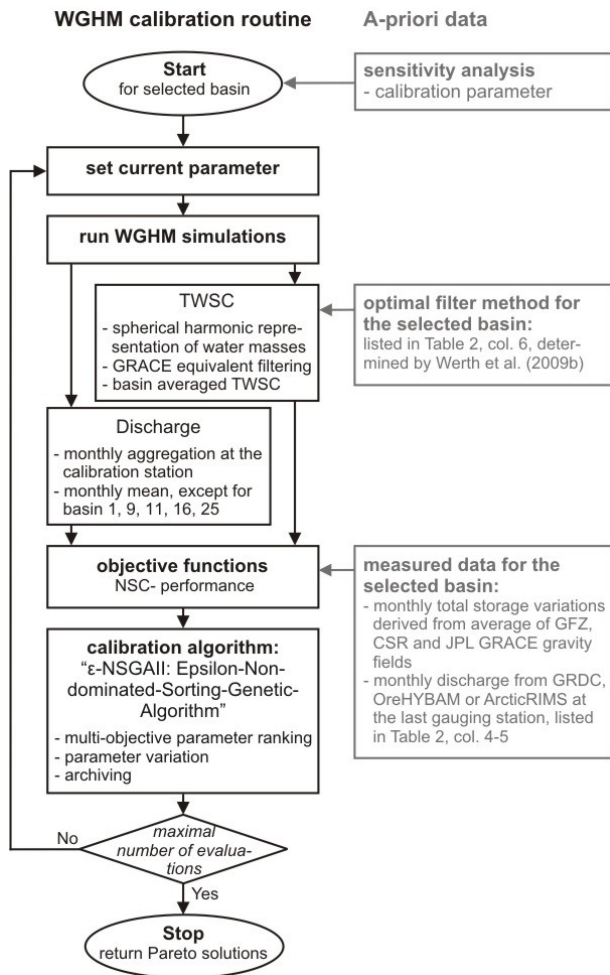 WGHM calibration routine
A-priori data
Start
for selected basin
sensitivity analysis
- calibration parameter
set current parameter
run WGHM simulations
TWSC
- spherical harmonic repre-
sentation of water masses
- GRACE equivalent filtering
- basin averaged TWSC
optimal filter method for
the selected basin:
listed in Table 2, col. 6, deter-
mined by Werth et al. (2009b)
Discharge
- monthly aggregation at the
calibration station
- monthly mean, except for
basin 1, 9, 11, 16, 25
objective functions
NSC- performance
measured data for the
selected basin:
- monthly total storage variations
derived from average of GFZ,
CSR and JPL GRACE gravity
fields
- monthly discharge from GRDC,
OreHYBAM or ArcticRIMS at
the last gauging station, listed
in Table 2, col. 4-5
calibration algorithm:
“ε-NSGAII: Epsilon-Non-
dominated-Sorting-Genetic-
Algorithm”
- multi-objective parameter ranking
- parameter variation
- archiving
No
maximal
number of evalua-
tions
Yes
Stop
return Pareto solutions